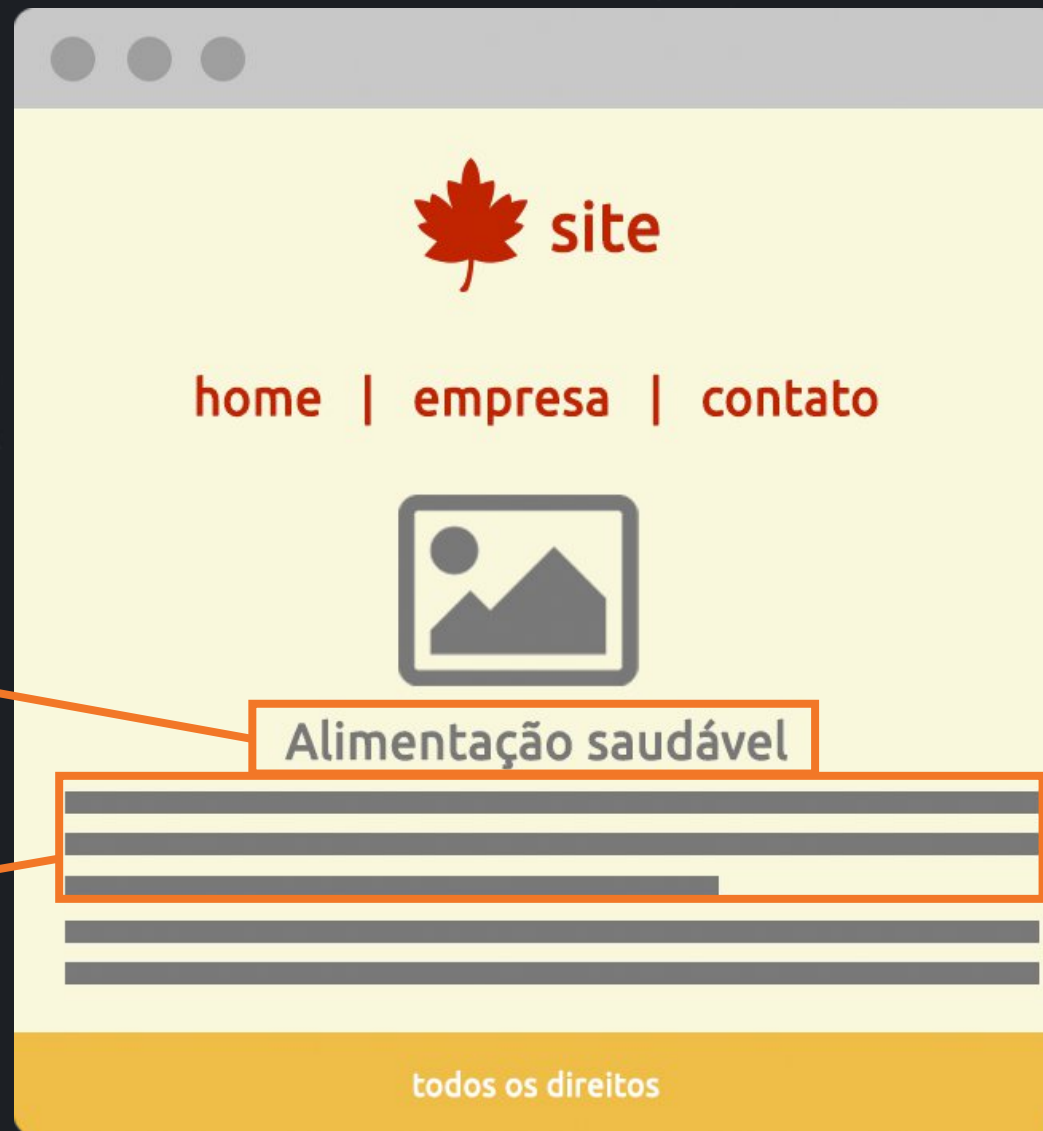 site
home | empresa | contato
Alimentação saudável
todos os direitos